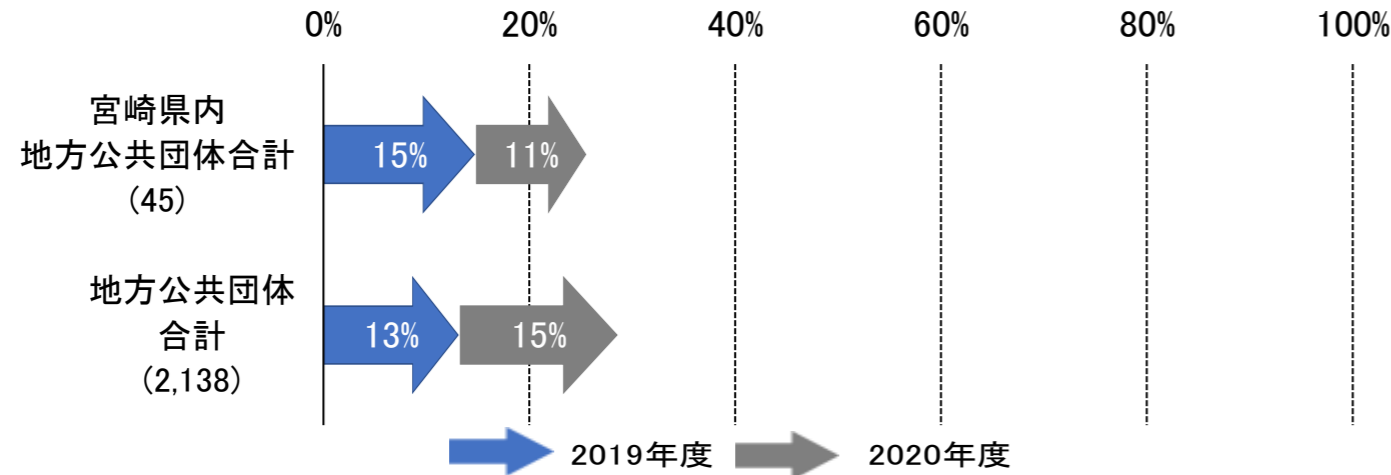 0% 20% 40% 60% 80% 100%
宮崎県内
地方公共団体合計
(45)
15% 11%
地方公共団体
合計
(2,138)
13% 15%
2019年度 2020年度